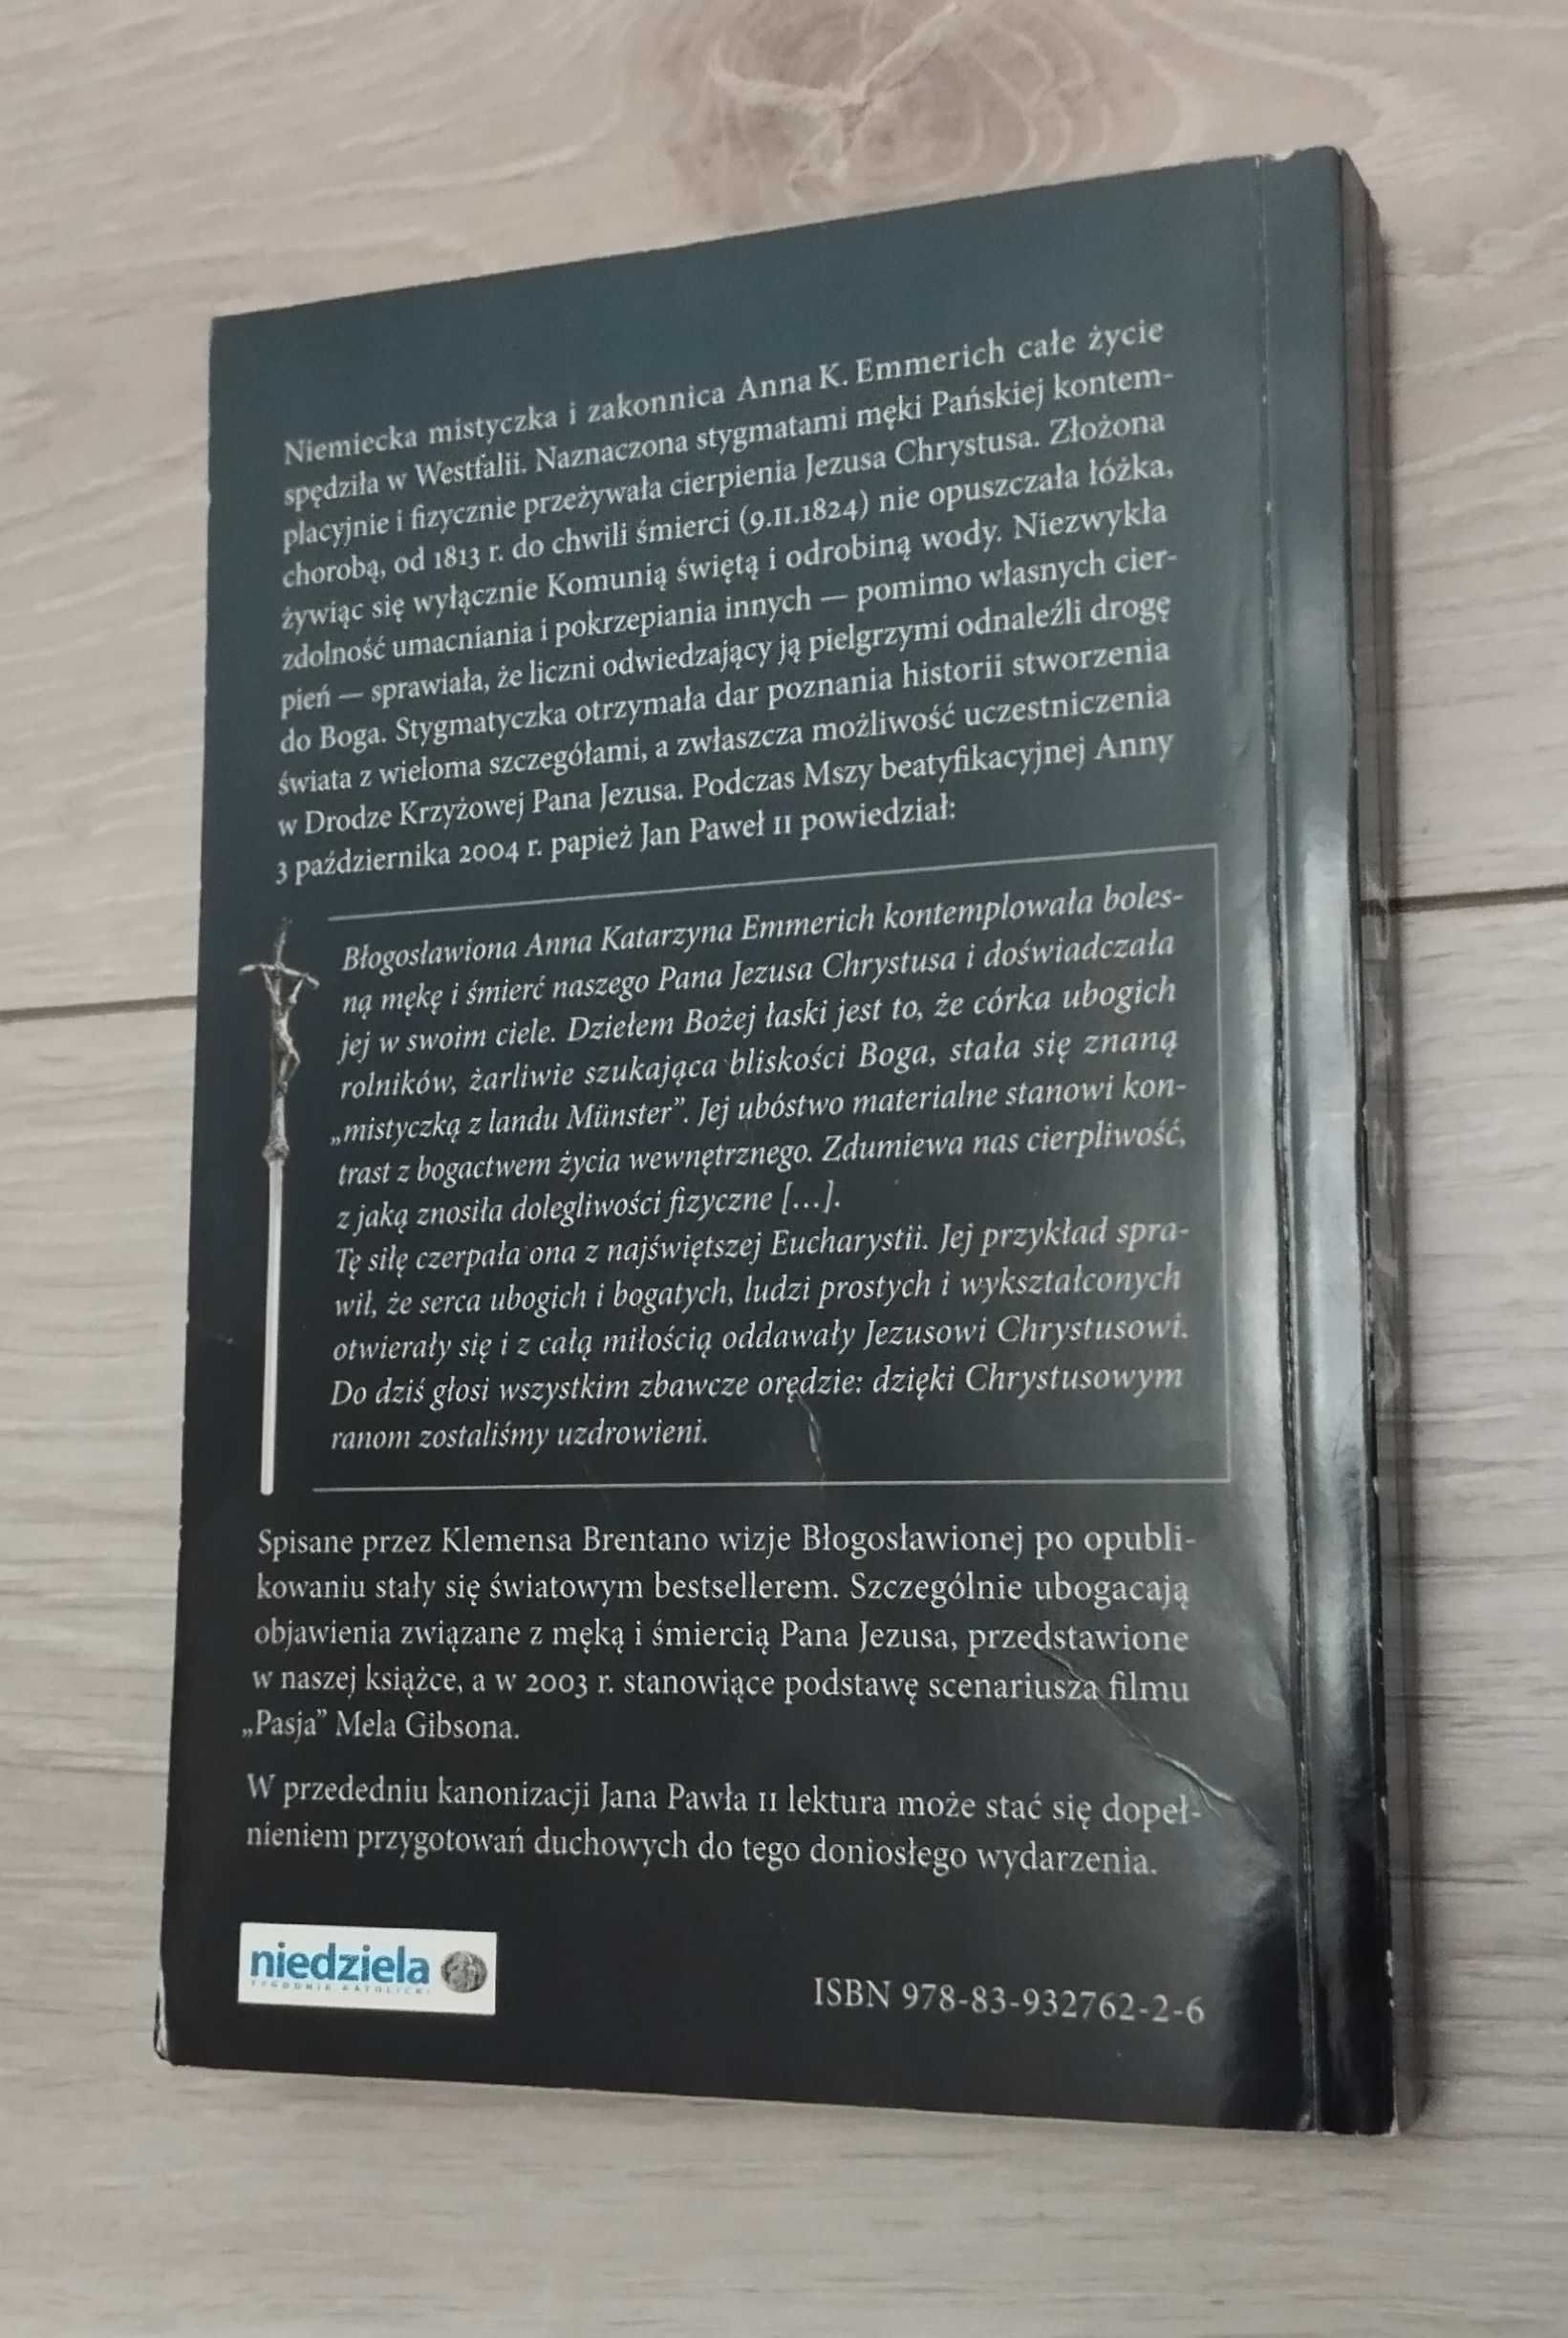 Niemiecka mistyczka i zakonnica Anna K. Emmerich całe życie
spędziła w Westfalii. Naznaczona stygmatami męki Pańskiej kontem-
placyjnie i fizycznie przeżywała cierpienia Jezusa Chrystusa. Złożona
chorobą, od 1813 r. do chwili śmierci (9.II.1824) nie opuszczała łóżka,
żywiąc się wyłącznie Komunią świętą i odrobiną wody. Niezwykła
zdolność umacniania i pokrzepiania innych — pomimo własnych cier-
pień — sprawiała, że liczni odwiedzający ją pielgrzymi odnaleźli drogę
do Boga. Stygmatyczka otrzymała dar poznania historii stworzenia
świata z wieloma szczegółami, a zwłaszcza możliwość uczestniczenia
w Drodze Krzyżowej Pana Jezusa. Podczas Mszy beatyfikacyjnej Anny
3 października 2004 r. papież Jan Paweł II powiedział:
Błogosławiona Anna Katarzyna Emmerich kontemplowała boles-
ną mękę i śmierć naszego Pana Jezusa Chrystusa i doświadczała
jej w swoim ciele. Dziełem Bożej łaski jest to, że córka ubogich
rolników, żarliwie szukająca bliskości Boga, stała się znaną
„mistyczką z landu Münster”. Jej ubóstwo materialne stanowi kon-
trast z bogactwem życia wewnętrznego. Zdumiewa nas cierpliwość,
z jaką znosiła dolegliwości fizyczne [...].
Tę siłę czerpała ona z najświętszej Eucharystii. Jej przykład spra-
wił, że serca ubogich i bogatych, ludzi prostych i wykształconych
otwierały się i z całą miłością oddawały Jezusowi Chrystusowi.
Do dziś głosi wszystkim zbawcze orędzie: dzięki Chrystusowym
ranom zostaliśmy uzdrowieni.
Spisane przez Klemensa Brentano wizje Błogosławionej po opubli-
kowaniu stały się światowym bestsellerem. Szczególnie ubogacają
objawienia związane z męką i śmiercią Pana Jezusa, przedstawione
w naszej książce, a w 2003 r. stanowiące podstawę scenariusza filmu
„Pasja” Mela Gibsona.
W przededniu kanonizacji Jana Pawła II lektura może stać się dopeł-
nieniem przygotowań duchowych do tego doniosłego wydarzenia.
niedziela
TYGODNIK KATOLICKI
ISBN 978-83-932762-2-6